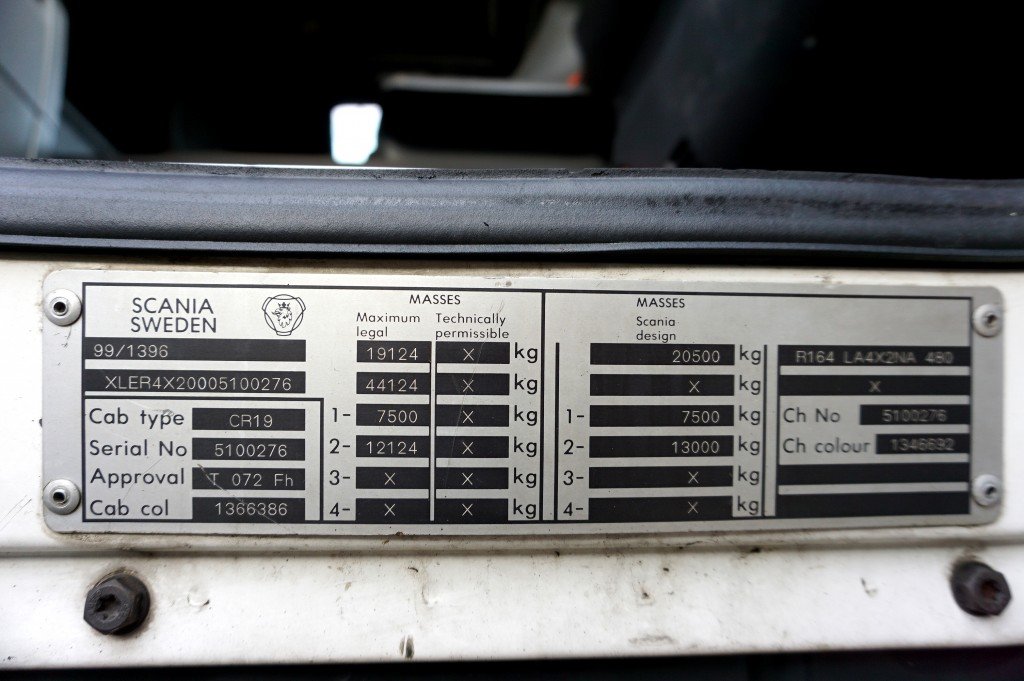 SCANIA
SWEDEN
99/1396
XLER4X20005100276
Cab type CR19
Serial No 5100276
Approval T 072 Fh
Cab col 1366386
MASSES
Maximum legal Technically permissible
19124 X kg
44124 X kg
1- 7500 X kg
2- 12124 X kg
3- X X kg
4- X X kg
MASSES
Scania design
20500 kg
X kg
1- 7500 kg
2- 13000 kg
3- X kg
4- X kg
R164 LA4X2NA 480
X
Ch No 5100276
Ch colour 1346692